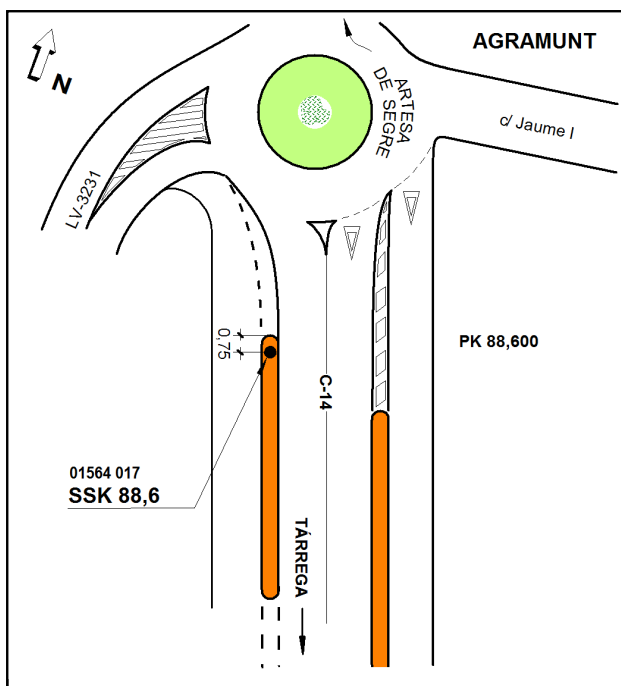 AGRAMUNT
N
ARTESA
DE SEGRE
c/ Jaume I
LV-3231
0,75
PK 88,600
C-14
01564 017
SSK 88,6
TÁRREGA